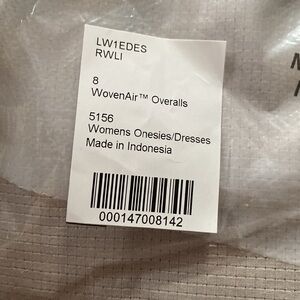 LW1EDES
RWLI
8
WovenAir™ Overalls
5156
Womens Onesies/Dresses
Made in Indonesia
000147008142